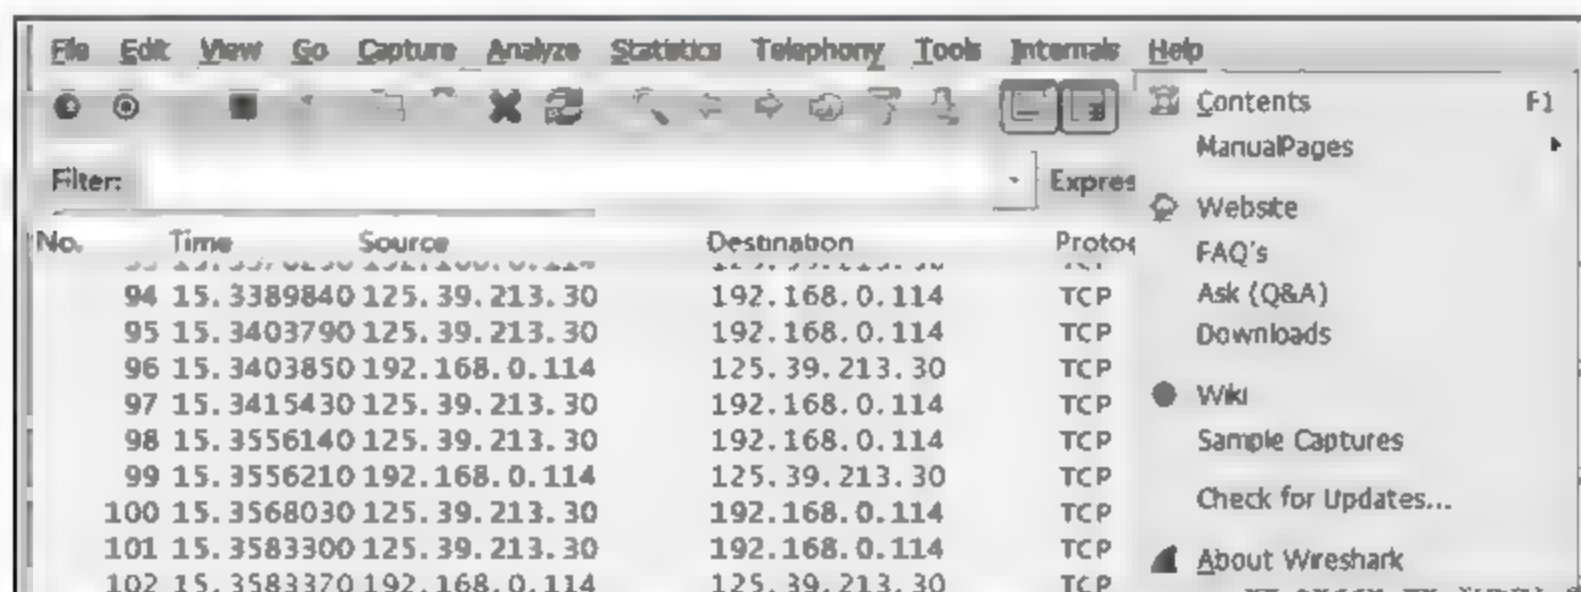 File Edit View Go Capture Analyze Statistics Telephony Tools Internals Help
Filter:
Expres
No. Time Source Destination Protoc
94 15.3389840 125.39.213.30 192.168.0.114 TCP
95 15.3403790 125.39.213.30 192.168.0.114 TCP
96 15.3403850 192.168.0.114 125.39.213.30 TCP
97 15.3415430 125.39.213.30 192.168.0.114 TCP
98 15.3556140 125.39.213.30 192.168.0.114 TCP
99 15.3556210 192.168.0.114 125.39.213.30 TCP
100 15.3568030 125.39.213.30 192.168.0.114 TCP
101 15.3583300 125.39.213.30 192.168.0.114 TCP
102 15.3583370 192.168.0.114 125.39.213.30 TCP
Contents F1
ManualPages
Website
FAQ's
Ask (Q&A)
Downloads
Wiki
Sample Captures
Check for Updates...
About Wireshark